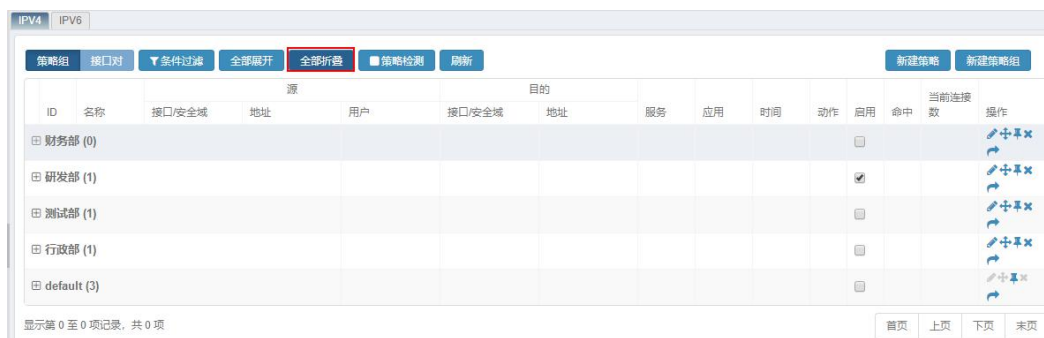 IPV4 IPV6
策略组 接口对 条件过滤 全部展开 全部折叠 策略检测 刷新 新建策略 新建策略组
源 目的
ID 名称 接口/安全域 地址 用户 接口/安全域 地址 服务 应用 时间 动作 启用 命中 当前连接数 操作
财务部 (0)
研发部 (1)
测试部 (1)
行政部 (1)
default (3)
显示第 0 至 0 项记录，共 0 项 首页 上页 下页 末页